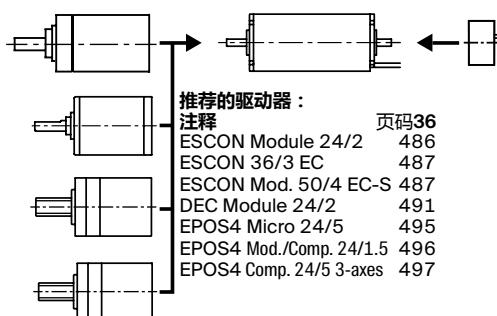 推荐的驱动器：
注释 页码36
ESCON Module 24/2 486
ESCON 36/3 EC 487
ESCON Mod. 50/4 EC-S 487
DEC Module 24/2 491
EPOS4 Micro 24/5 495
EPOS4 Mod./Comp. 24/1.5 496
EPOS4 Comp. 24/5 3-axes 497